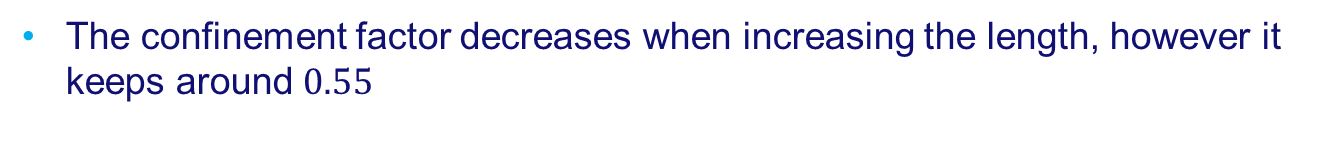 • The confinement factor decreases when increasing the length, however it
keeps around 0.55